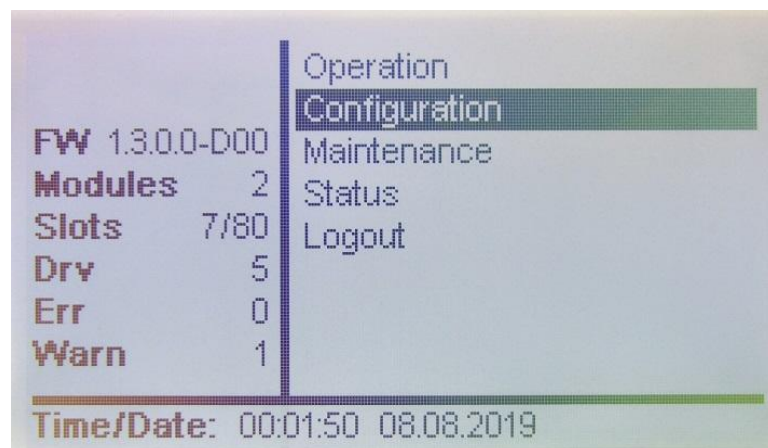 Operation
Configuration
Maintenance
Status
Logout
FW 1.3.0.0-D00
Modules 2
Slots 7/80
Drv 5
Err 0
Warn 1
Time/Date: 00:01:50 08.08.2019